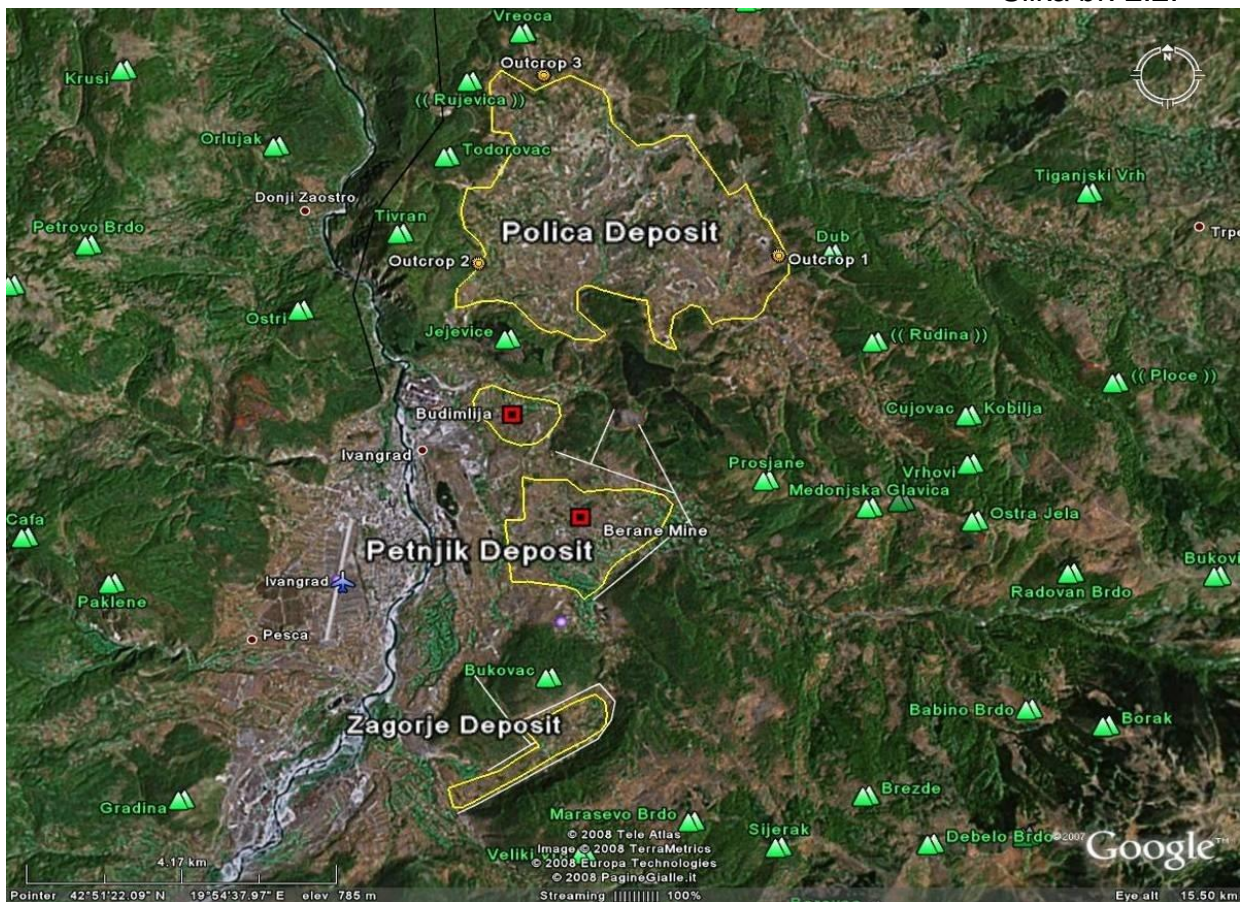 Vreoca
Outcrop 3
Krusi
(( Rujevica ))
N
Orlujak
Todorovac
Tiganjski Vrh
Donji Zaostro
Petrovo Brdo
Tivran
Polica Deposit
Dub
Outcrop 2
Outcrop 1
Ostri
Jejevice
(( Rudina ))
(( Ploce ))
Budimlija
Cujovac
Kobilja
Ivangrad
Prosjane
Vrhovi
Medonjska Glavica
Ostra Jela
Cafa
Berane Mine
Petnjik Deposit
Ivangrad
Paklene
Radovan Brdo
Pesca
Bukovac
Zagorje Deposit
Babino Brdo
Borak
Gradina
Brezde
Marasevo Brdo
Sijerak
Debelo Brdo
© 2007 Google™
Veliki
© 2008 Tele Atlas
Image © 2008 TerraMetrics
© 2008 Europa Technologies
© 2008 PagineGialle.it
4.17 km
Pointer 42°51'22.09" N 19°54'37.97" E elev 785 m Streaming 100% Eye alt 15.50 km